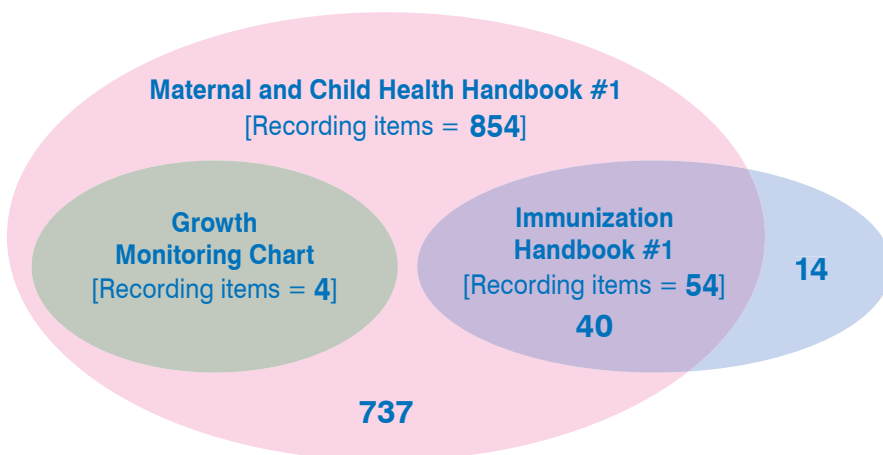 Maternal and Child Health Handbook #1
[Recording items = 854]
Growth
Monitoring Chart
[Recording items = 4]
Immunization
Handbook #1
[Recording items = 54]
40
14
737